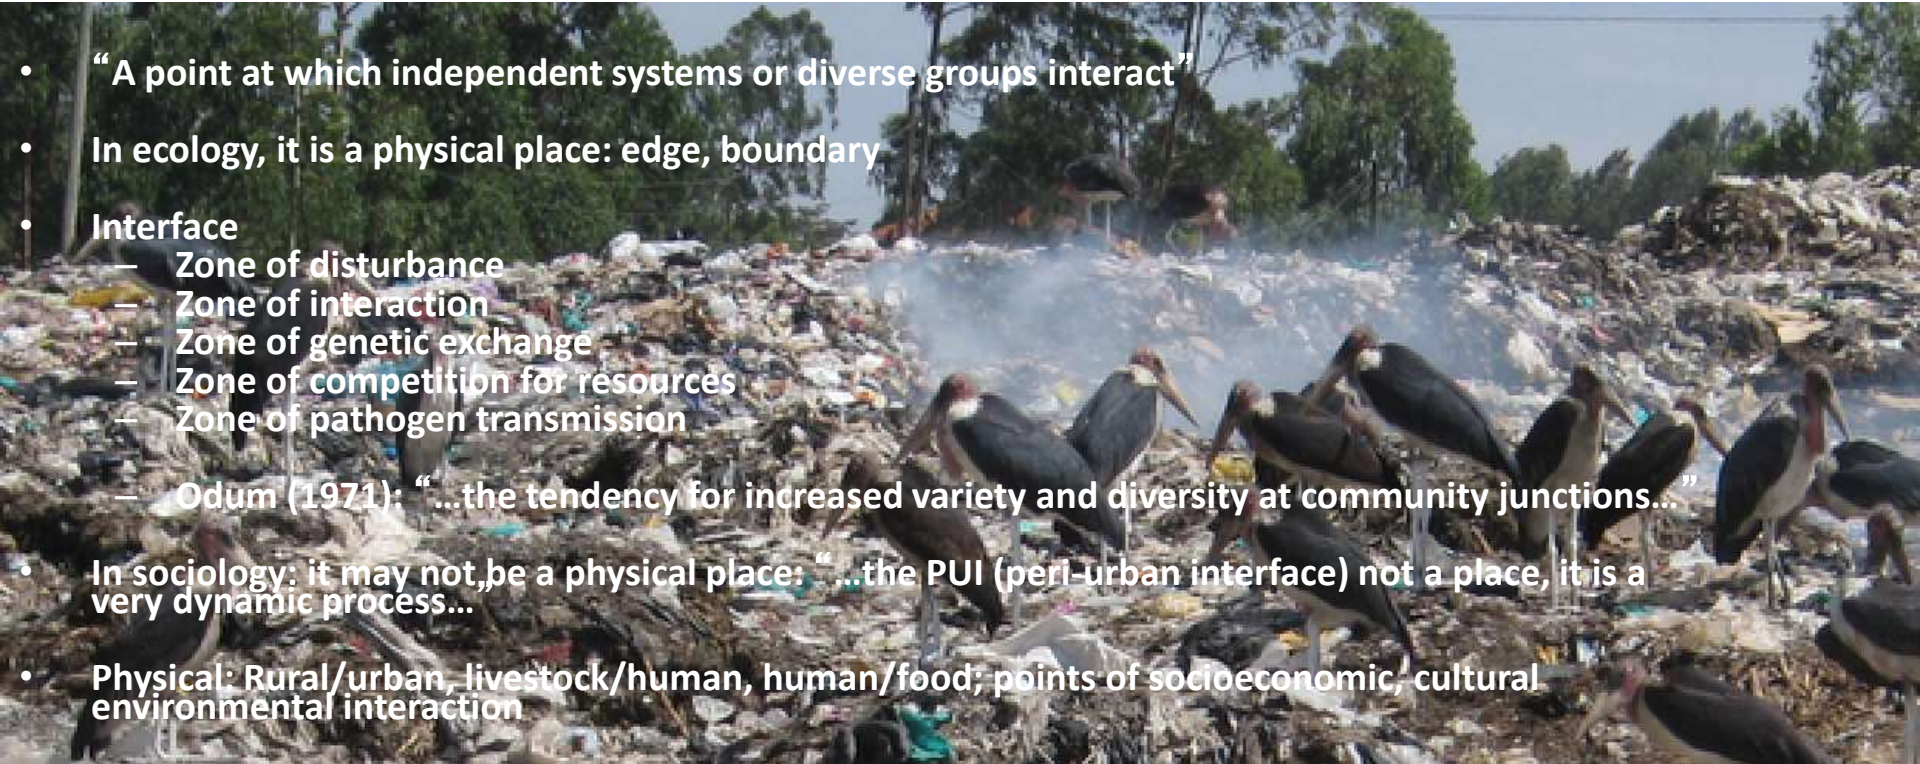 • “A point at which independent systems or diverse groups interact”
• In ecology, it is a physical place: edge, boundary
• Interface
– Zone of disturbance
– Zone of interaction
– Zone of genetic exchange
– Zone of competition for resources
– Zone of pathogen transmission
– Odum (1971): “…the tendency for increased variety and diversity at community junctions…”
• In sociology: it may not be a physical place: “…the PUI (peri-urban interface) not a place, it is a
very dynamic process…”
• Physical: Rural/urban, livestock/human, human/food; points of socioeconomic, cultural
environmental interaction